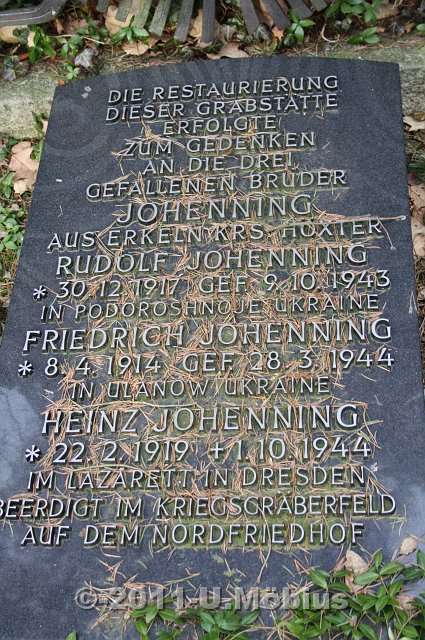 DIE RESTAURIERUNG
DIESER GRABSTÄTTE
ERFOLGTE
ZUM GEDENKEN
AN DIE DREI
GEFALLENEN BRÜDER
JOHENNING
AUS ERKELN/KRS. HÖXTER
RUDOLF JOHENNING
* 30.12.1917 GEF. 9.10.1943
IN PODOROSHNOJE UKRAINE
FRIEDRICH JOHENNING
* 8.4.1914 GEF. 28.3.1944
IN ULANOW/UKRAINE
HEINZ JOHENNING
* 22.2.1919 + 1.10.1944
IM LAZARETT IN DRESDEN
BEERDIGT IM KRIEGSGRÄBERFELD
AUF DEM NORDFRIEDHOF
© 2011 U.Möbius